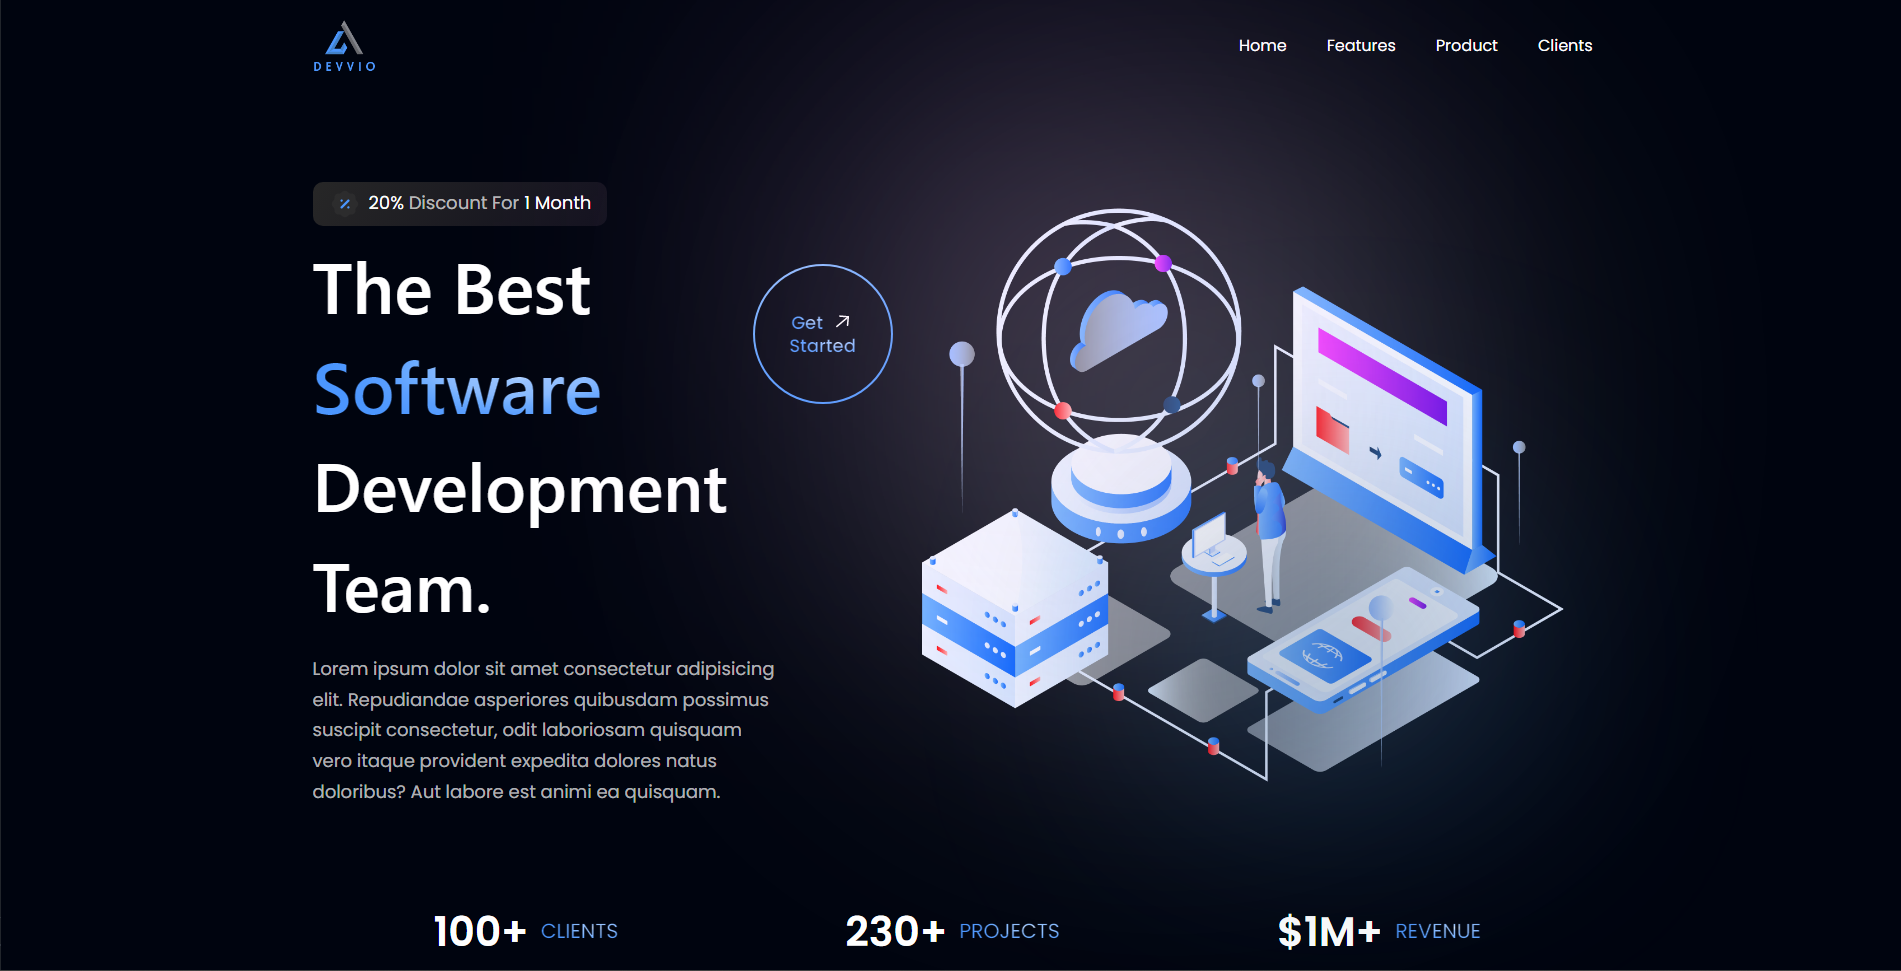 DEVVIO
Home Features Product Clients
20% Discount For 1 Month
The Best
Software
Development
Team.
Get
Started
Lorem ipsum dolor sit amet consectetur adipisicing
elit. Repudiandae asperiores quibusdam possimus
suscipit consectetur, odit laboriosam quisquam
vero itaque provident expedita dolores natus
doloribus? Aut labore est animi ea quisquam.
100+ CLIENTS
230+ PROJECTS
$1M+ REVENUE